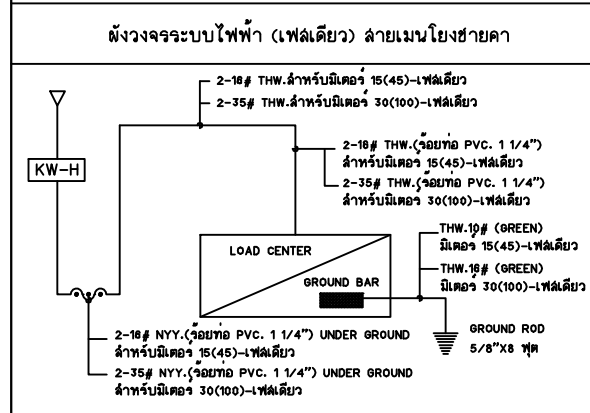 ผังวงจรระบบไฟฟ้า (เฟสเดียว) สายเมนโยงชายคา
2-16# THW.สำหรับมิเตอร์ 15(45)-เฟสเดียว
2-35# THW.สำหรับมิเตอร์ 30(100)-เฟสเดียว
KW-H
2-16# THW.(ร้อยท่อ PVC. 1 1/4")
สำหรับมิเตอร์ 15(45)-เฟสเดียว
2-35# THW.(ร้อยท่อ PVC. 1 1/4")
สำหรับมิเตอร์ 30(100)-เฟสเดียว
LOAD CENTER
GROUND BAR
THW.10# (GREEN)
มิเตอร์ 15(45)-เฟสเดียว
THW.16# (GREEN)
มิเตอร์ 30(100)-เฟสเดียว
GROUND ROD
5/8"X8 ฟุต
2-16# NYY.(ร้อยท่อ PVC. 1 1/4") UNDER GROUND
สำหรับมิเตอร์ 15(45)-เฟสเดียว
2-35# NYY.(ร้อยท่อ PVC. 1 1/4") UNDER GROUND
สำหรับมิเตอร์ 30(100)-เฟสเดียว